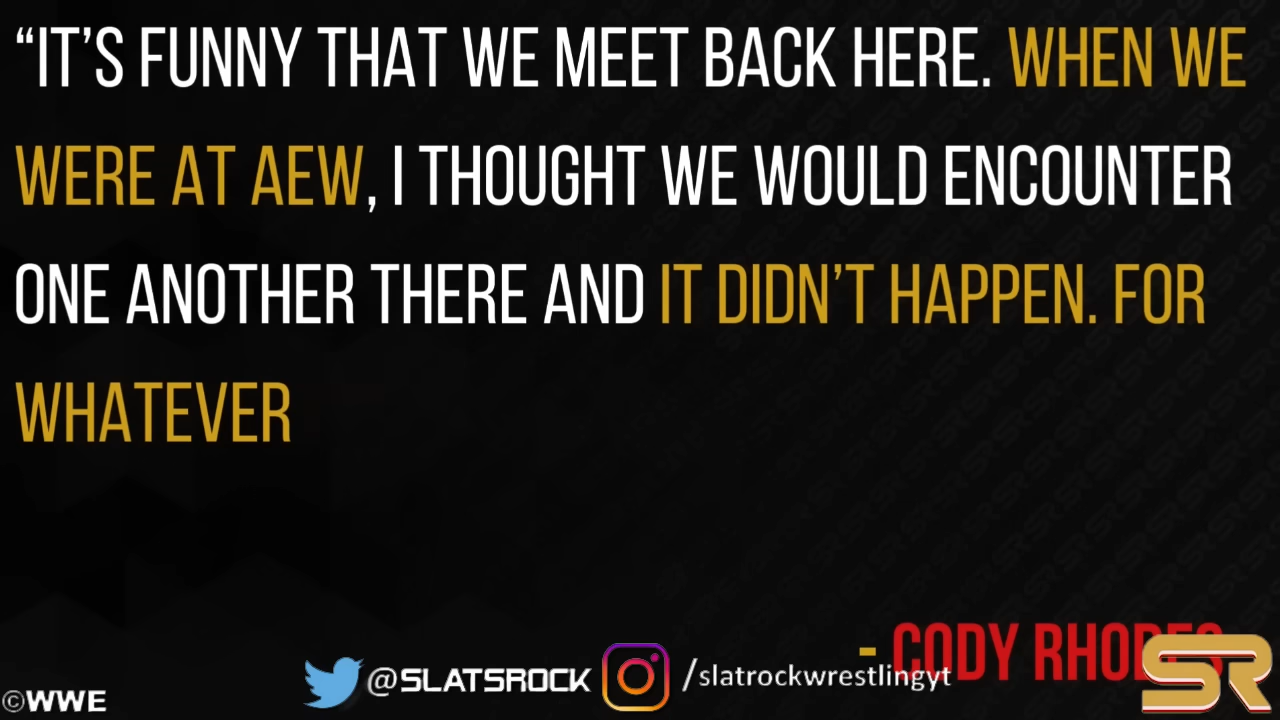 “IT’S FUNNY THAT WE MEET BACK HERE. WHEN WE
WERE AT AEW, I THOUGHT WE WOULD ENCOUNTER
ONE ANOTHER THERE AND IT DIDN’T HAPPEN. FOR
WHATEVER
- CODY RHODES
©WWE
@SLATSROCK
/slatrockwrestlingyt
SR